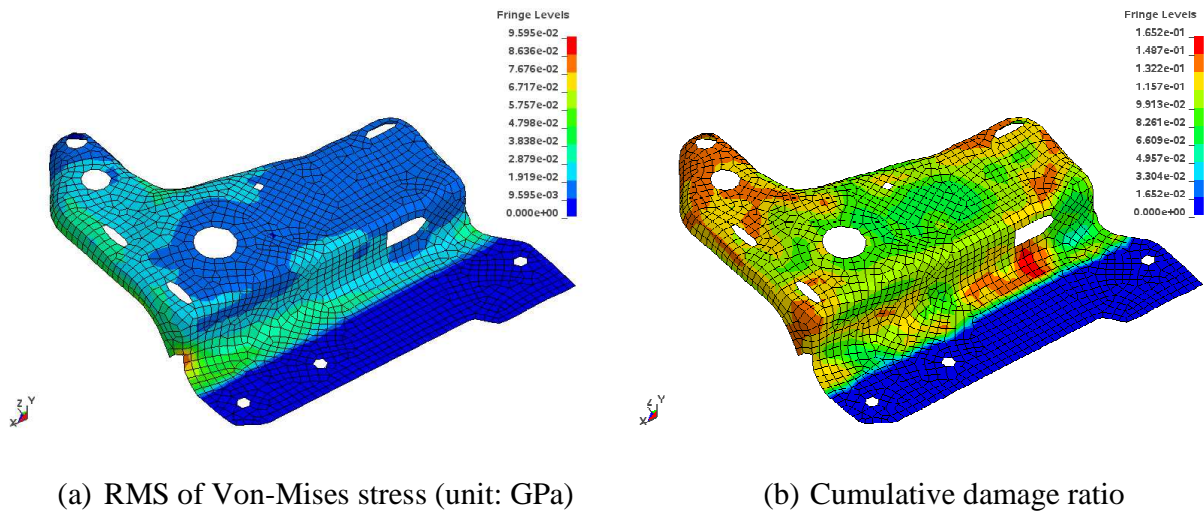 Fringe Levels
9.595e-02
8.636e-02
7.676e-02
6.717e-02
5.757e-02
4.798e-02
3.838e-02
2.879e-02
1.919e-02
9.595e-03
0.000e+00
Z Y
X
Fringe Levels
1.652e-01
1.487e-01
1.322e-01
1.157e-01
9.913e-02
8.261e-02
6.609e-02
4.957e-02
3.304e-02
1.652e-02
0.000e+00
Z Y
X
(a) RMS of Von-Mises stress (unit: GPa)
(b) Cumulative damage ratio